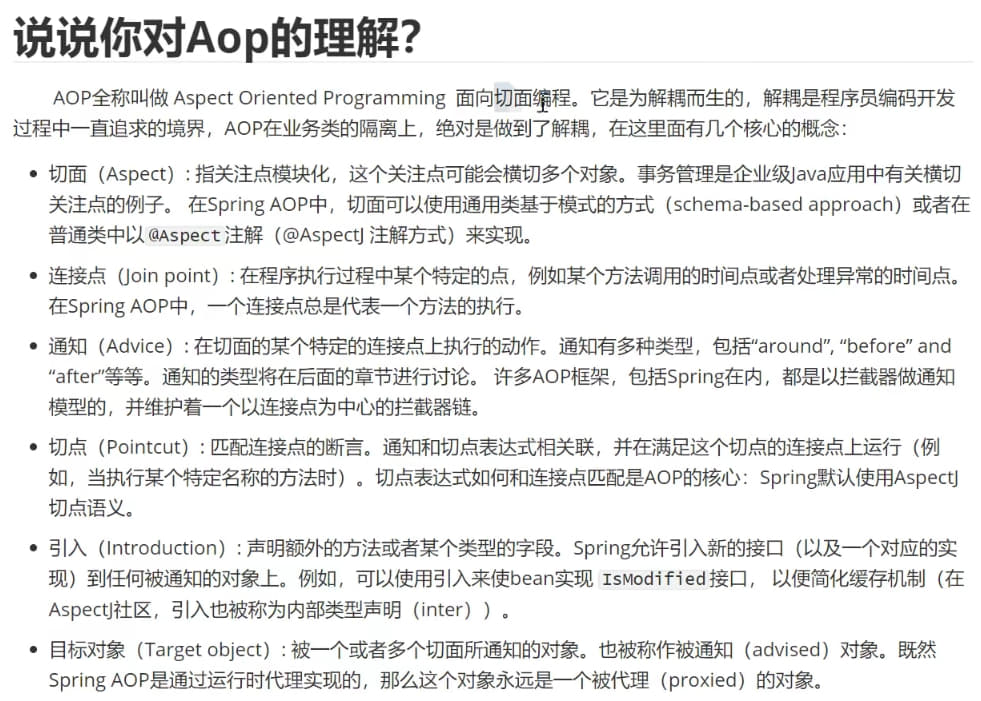 说说你对Aop的理解?
AOP全称叫做 Aspect Oriented Programming 面向切面编程。它是为解耦而生的，解耦是程序员编码开发
过程中一直追求的境界，AOP在业务类的隔离上，绝对是做到了解耦，在这里面有几个核心的概念：
• 切面（Aspect）: 指关注点模块化，这个关注点可能会横切多个对象。事务管理是企业级Java应用中有关横切
关注点的例子。 在Spring AOP中，切面可以使用通用类基于模式的方式（schema-based approach）或者在
普通类中以@Aspect注解（@AspectJ 注解方式）来实现。
• 连接点（Join point）: 在程序执行过程中某个特定的点，例如某个方法调用的时间点或者处理异常的时间点。
在Spring AOP中，一个连接点总是代表一个方法的执行。
• 通知（Advice）: 在切面的某个特定的连接点上执行的动作。通知有多种类型，包括“around”, “before” and
“after”等等。通知的类型将在后面的章节进行讨论。 许多AOP框架，包括Spring在内，都是以拦截器做通知
模型的，并维护着一个以连接点为中心的拦截器链。
• 切点（Pointcut）: 匹配连接点的断言。通知和切点表达式相关联，并在满足这个切点的连接点上运行（例
如，当执行某个特定名称的方法时）。切点表达式如何和连接点匹配是AOP的核心：Spring默认使用AspectJ
切点语义。
• 引入（Introduction）: 声明额外的方法或者某个类型的字段。Spring允许引入新的接口（以及一个对应的实
现）到任何被通知的对象上。例如，可以使用引入来使bean实现 IsModified接口， 以便简化缓存机制（在
AspectJ社区，引入也被称为内部类型声明（inter））。
• 目标对象（Target object）: 被一个或者多个切面所通知的对象。也被称作被通知（advised）对象。既然
Spring AOP是通过运行时代理实现的，那么这个对象永远是一个被代理（proxied）的对象。